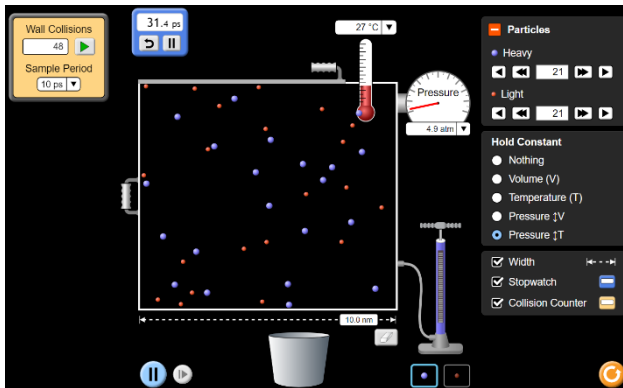 Wall Collisions
48
Sample Period
10 ps ▼
31.4 ps
27 °C ▼
Pressure
4.9 atm ▼
10.0 nm
Particles
Heavy
21
Light
21
Hold Constant
Nothing
Volume (V)
Temperature (T)
Pressure ↕V
Pressure ↕T
Width
Stopwatch
Collision Counter